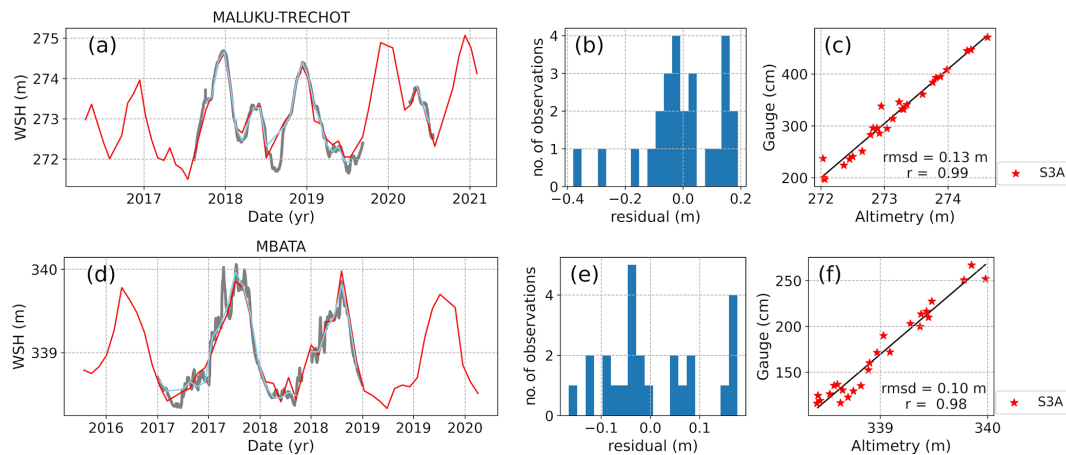 MALUKU-TRECHOT
(a)
WSH (m)
275
274
273
272
2017
2018
2019
2020
2021
Date (yr)
(b)
no. of observations
4
3
2
1
0
−0.4
−0.2
0.0
0.2
residual (m)
(c)
Gauge (cm)
400
300
200
rmsd = 0.13 m
r = 0.99
272
273
274
Altimetry (m)
S3A
MBATA
(d)
WSH (m)
340
339
2016
2017
2017
2018
2018
2019
2020
2020
Date (yr)
(e)
no. of observations
4
2
0
−0.1
0.0
0.1
residual (m)
(f)
Gauge (cm)
250
200
150
rmsd = 0.10 m
r = 0.98
339
340
Altimetry (m)
S3A